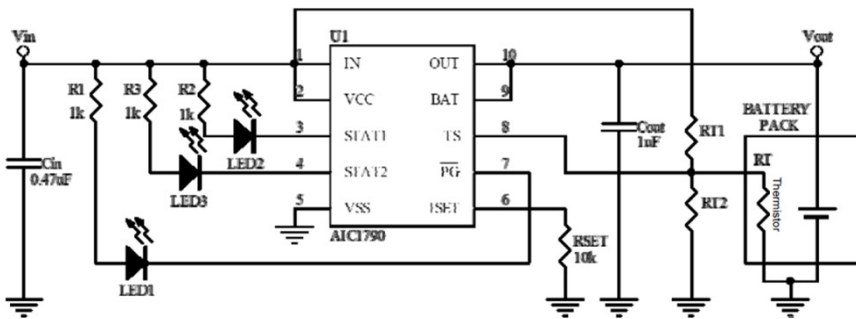 Vin
U1
Vout
1
IN
OUT
10
R1
1k
R3
1k
R2
1k
2
VCC
BAT
9
BATTERY
PACK
3
STAT1
TS
8
Cout
1uF
RT1
LED2
Cin
0.47uF
4
STAT2
PG
7
RT
Thermistor
LED3
5
VSS
ISET
6
RT2
AIC1790
RSET
10k
LED1